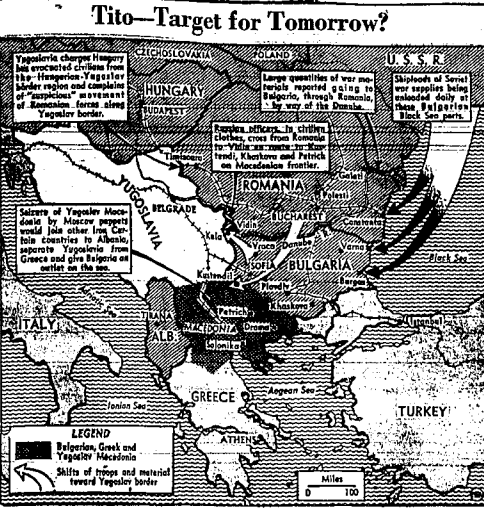 Tito—Target for Tomorrow?
Yugoslavia charges Hungary
has evacuated civilians from
the Hungarian-Yugoslav
border region and complains
of "suspicious" movement
of Romanian forces along
Yugoslav border.
CZECHOSLOVAKIA
POLAND
U. S. S. R.
Large quantities of war ma-
terials reported going to
Bulgaria, through Romania,
by way of the Danube.
Shiploads of Soviet
war supplies being
unloaded daily at
these Bulgarian
Black Sea ports.
HUNGARY
BUDAPEST
Russian officers, in civilian
clothes, cross from Romania
to Vidin en route to Kus-
tendi, Khaskova and Petrich
on Macedonian frontier.
Timisoara
Galati
ROMANIA
Ploesti
YUGOSLAVIA
BELGRADE
BUCHAREST
Constanta
Seizure of Yugoslav Mace-
donia by Moscow puppets
would join other Iron Cur-
tain countries to Albania,
separate Yugoslavia from
Greece and give Bulgaria an
outlet on the sea.
Kula
Vidin
Vraca
Danube
Varna
Black Sea
SOFIA
BULGARIA
Kustendil
Plovdiv
Burgas
Adriatic Sea
Khaskova
Petrich
ITALY
TIRANA
MACEDONIA
Drama
Istanbul
ALB.
Salonika
GREECE
Aegean Sea
Ionian Sea
TURKEY
ATHENS
LEGEND
Bulgarian, Greek and
Yugoslav Macedonia
Shifts of troops and material
toward Yugoslav border
Miles
0 100